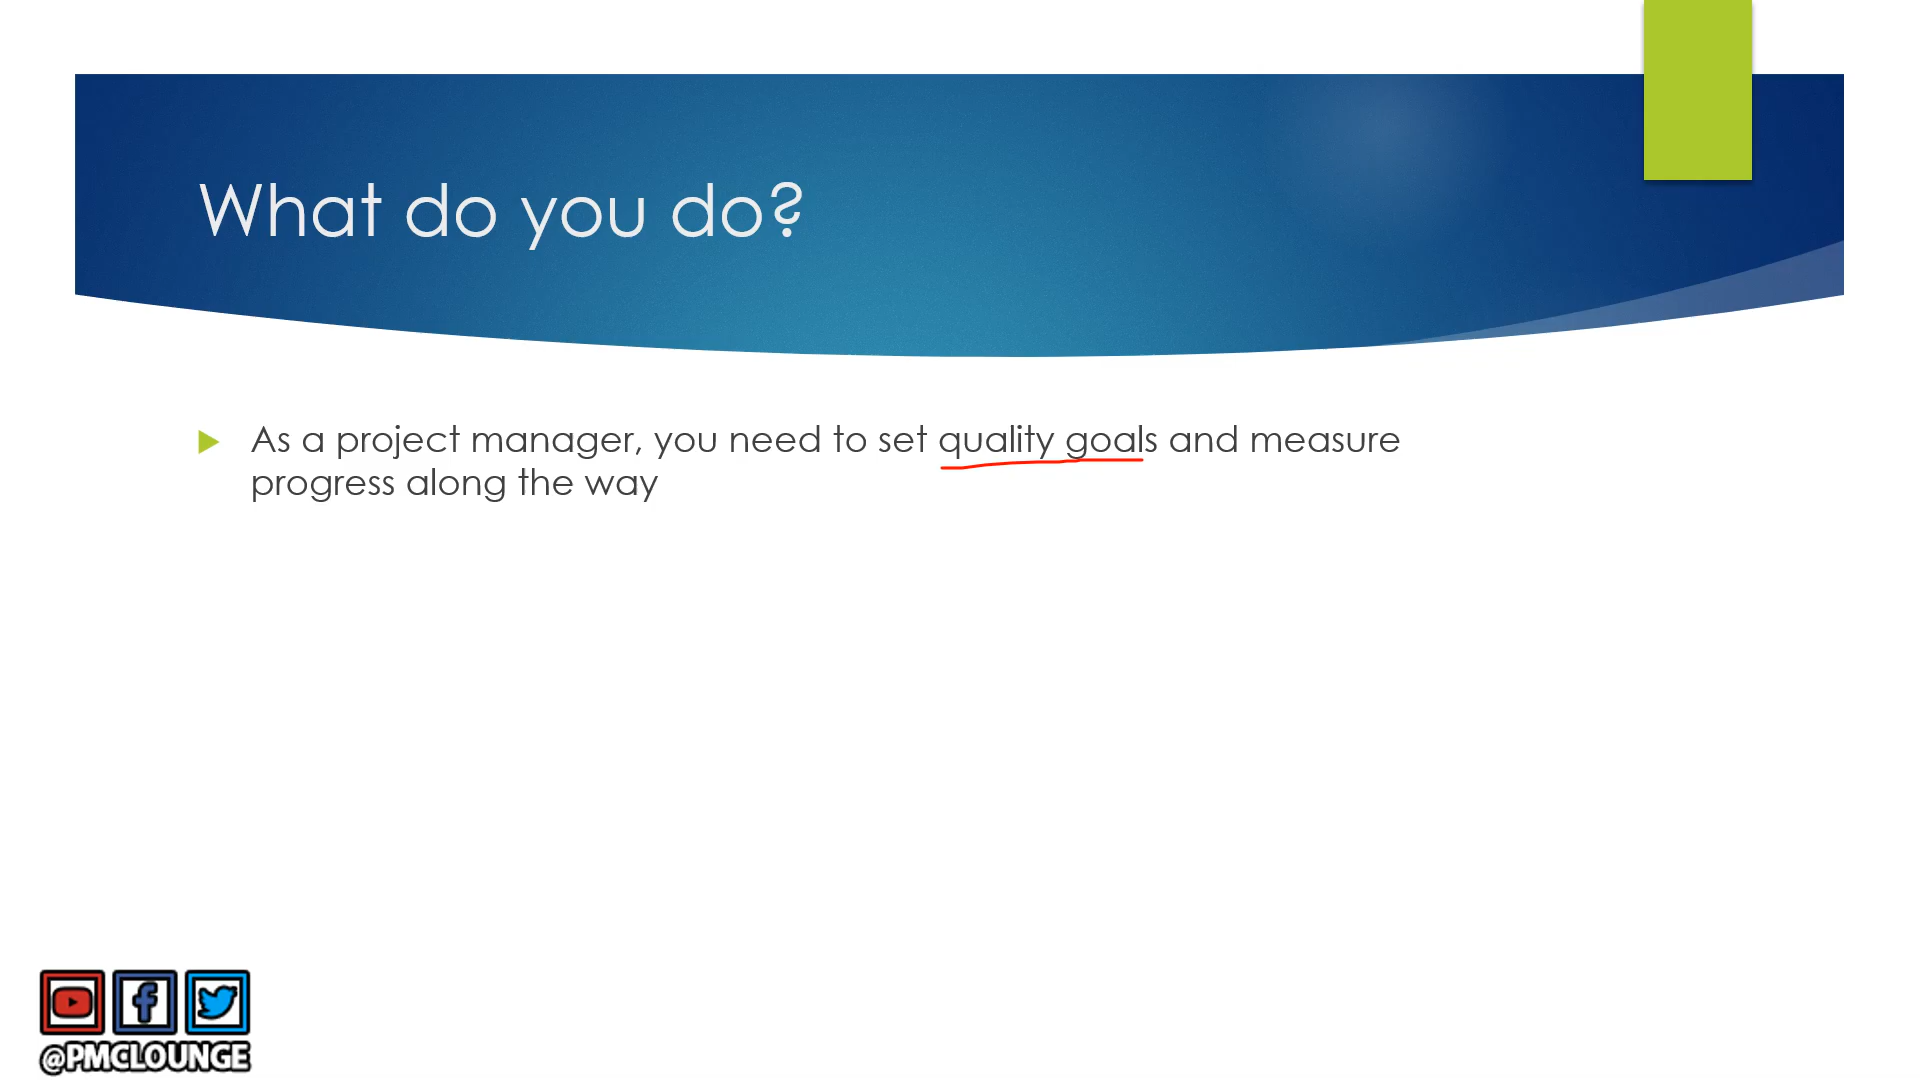 What do you do?
As a project manager, you need to set quality goals and measure
progress along the way
@PMCLOUNGE